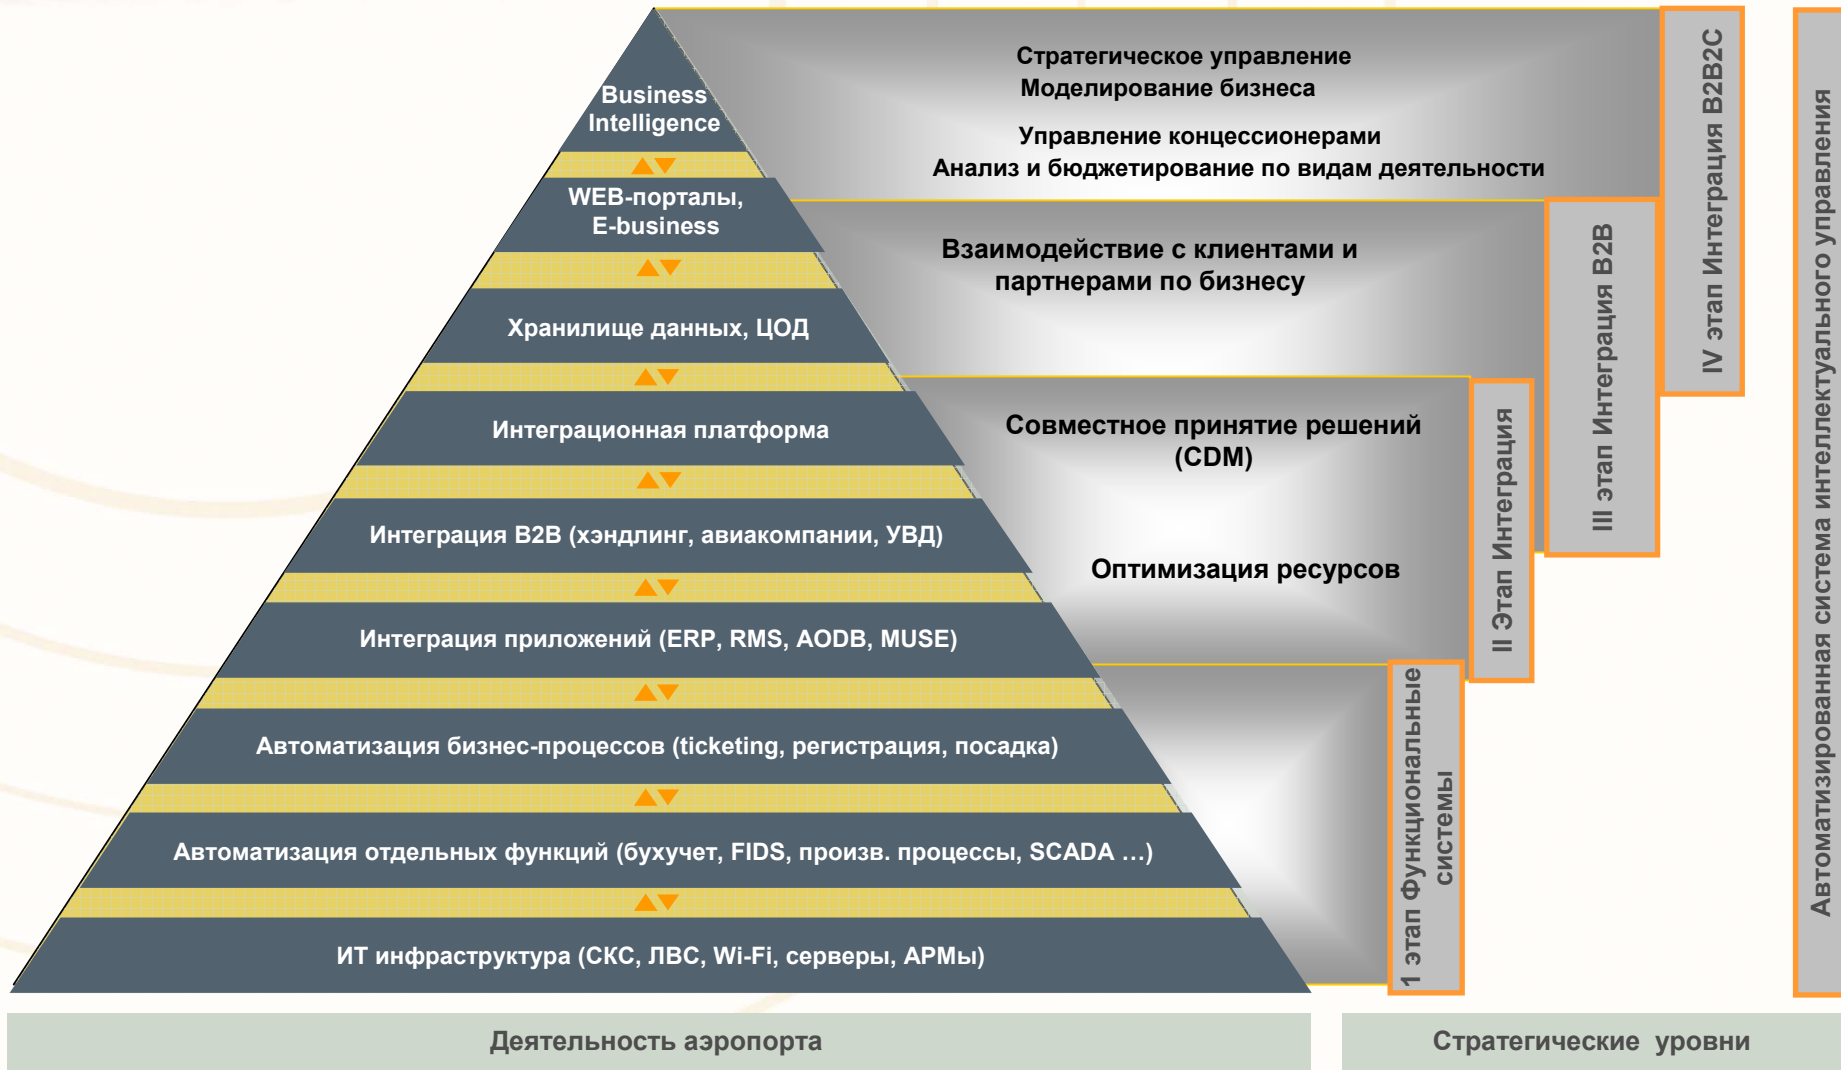 Business
Intelligence
WEB-порталы,
E-business
Хранилище данных, ЦОД
Интеграционная платформа
Интеграция B2B (хэндлинг, авиакомпании, УВД)
Интеграция приложений (ERP, RMS, AODB, MUSE)
Автоматизация бизнес-процессов (ticketing, регистрация, посадка)
Автоматизация отдельных функций (бухучет, FIDS, произв. процессы, SCADA …)
ИТ инфраструктура (СКС, ЛВС, Wi-Fi, серверы, АРМы)
Стратегическое управление
Моделирование бизнеса
Управление концессионерами
Анализ и бюджетирование по видам деятельности
Взаимодействие с клиентами и
партнерами по бизнесу
Совместное принятие решений
(CDM)
Оптимизация ресурсов
1 этап Функциональные
системы
II Этап Интеграция
III этап Интеграция B2B
IV этап Интеграция B2B2C
Автоматизированная система интеллектуального управления
Деятельность аэропорта
Стратегические уровни